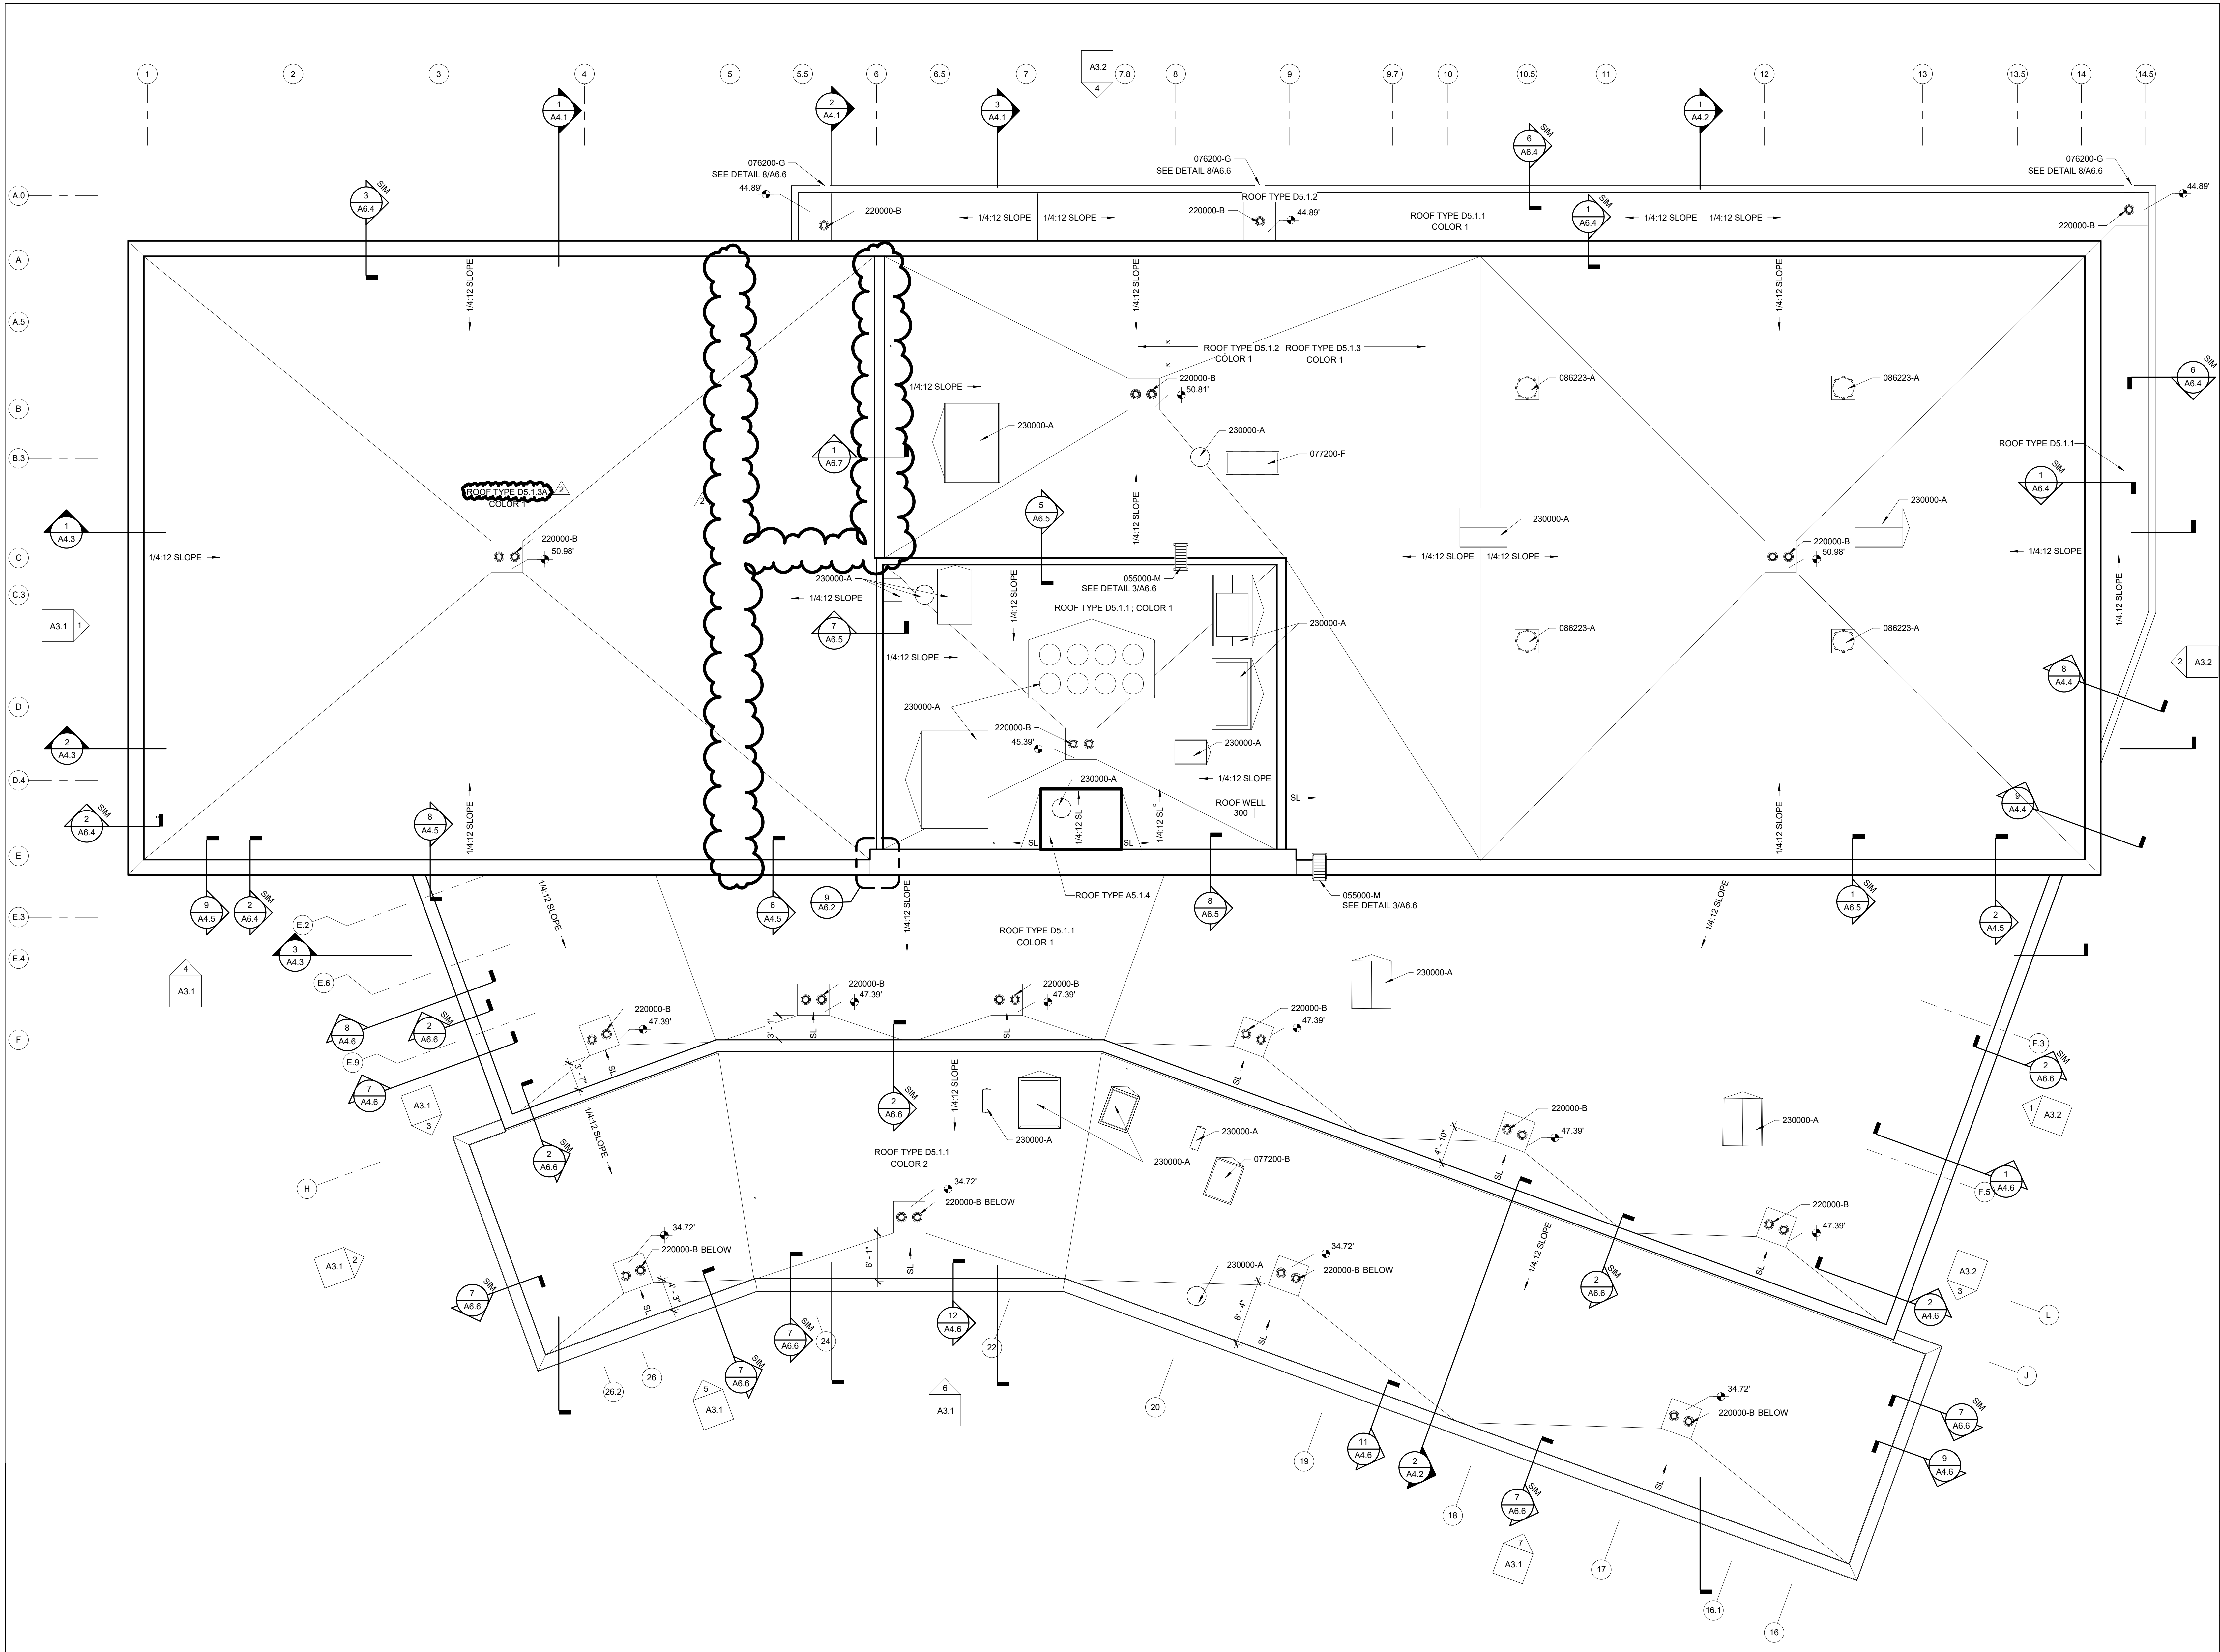 1
2
3
4
5
5.5
6
6.5
7
7.8
8
9
9.7
10
10.5
11
12
13
13.5
14
14.5
A3.2
4
1
A4.1
2
A4.1
3
A4.1
6
A6.4
SIM
1
A4.2
A.0
A
A.5
B
B.3
C
C.3
D
D.4
E
E.3
E.4
F
3
A6.4
SIM
076200-G
SEE DETAIL 8/A6.6
44.89'
220000-B
1/4:12 SLOPE
1/4:12 SLOPE
076200-G
SEE DETAIL 8/A6.6
ROOF TYPE D5.1.2
220000-B
44.89'
ROOF TYPE D5.1.1
COLOR 1
1
A6.4
SIM
1/4:12 SLOPE
1/4:12 SLOPE
076200-G
SEE DETAIL 8/A6.6
44.89'
220000-B
1/4:12 SLOPE
1/4:12 SLOPE
1/4:12 SLOPE
ROOF TYPE D5.1.2
COLOR 1
ROOF TYPE D5.1.3
COLOR 1
1/4:12 SLOPE
220000-B
50.81'
230000-A
230000-A
077200-F
086223-A
086223-A
6
A6.4
SIM
ROOF TYPE D5.1.1
1
A6.4
SIM
1
A6.7
ROOF TYPE D5.1.3A
COLOR 1
2
2
1
A4.3
1/4:12 SLOPE
220000-B
50.98'
5
A6.5
1/4:12 SLOPE
230000-A
230000-A
1/4:12 SLOPE
1/4:12 SLOPE
220000-B
50.98'
1/4:12 SLOPE
1/4:12 SLOPE
A3.1
1
230000-A
1/4:12 SLOPE
7
A6.5
1/4:12 SLOPE
055000-M
SEE DETAIL 3/A6.6
ROOF TYPE D5.1.1 ; COLOR 1
230000-A
1/4:12 SLOPE
230000-A
220000-B
45.39'
230000-A
1/4:12 SLOPE
230000-A
ROOF WELL
300
SL
1/4:12 SL
1/4:12 SL
SL
SL
086223-A
086223-A
2
A3.2
8
A4.4
9
A4.4
2
A4.3
2
A6.4
SIM
8
A4.5
1/4:12 SLOPE
1/4:12 SLOPE
9
A4.5
2
A6.4
SIM
E.2
3
A4.3
1/4:12 SLOPE
6
A4.5
9
A6.2
1/4:12 SLOPE
ROOF TYPE A5.1.4
8
A6.5
055000-M
SEE DETAIL 3/A6.6
1/4:12 SLOPE
1
A6.5
SIM
2
A4.5
ROOF TYPE D5.1.1
COLOR 1
230000-A
4
A3.1
E.6
8
A4.6
2
A6.6
SIM
E.9
7
A4.6
A3.1
3
220000-B
47.39'
SL
3' - 7"
220000-B
47.39'
SL
3' - 1"
220000-B
47.39'
SL
220000-B
47.39'
SL
F.3
2
A6.6
SIM
1
A3.2
1/4:12 SLOPE
2
A6.6
SIM
2
A6.6
SIM
1/4:12 SLOPE
230000-A
230000-A
230000-A
077200-B
ROOF TYPE D5.1.1
COLOR 2
220000-B
47.39'
4' - 10"
SL
230000-A
1
A4.6
F.5
H
A3.1
2
7
A6.6
SIM
34.72'
220000-B BELOW
4' - 3"
SL
34.72'
220000-B BELOW
6' - 1"
SL
34.72'
220000-B BELOW
230000-A
8' - 4"
SL
1/4:12 SLOPE
2
A6.6
SIM
220000-B
47.39'
SL
A3.2
3
2
A4.6
L
J
26.2
26
5
A3.1
7
A6.6
SIM
7
A6.6
SIM
24
12
A4.6
22
6
A3.1
20
19
11
A4.6
2
A4.2
18
7
A6.6
SIM
7
A3.1
34.72'
220000-B BELOW
SL
7
A6.6
SIM
9
A4.6
17
16.1
16